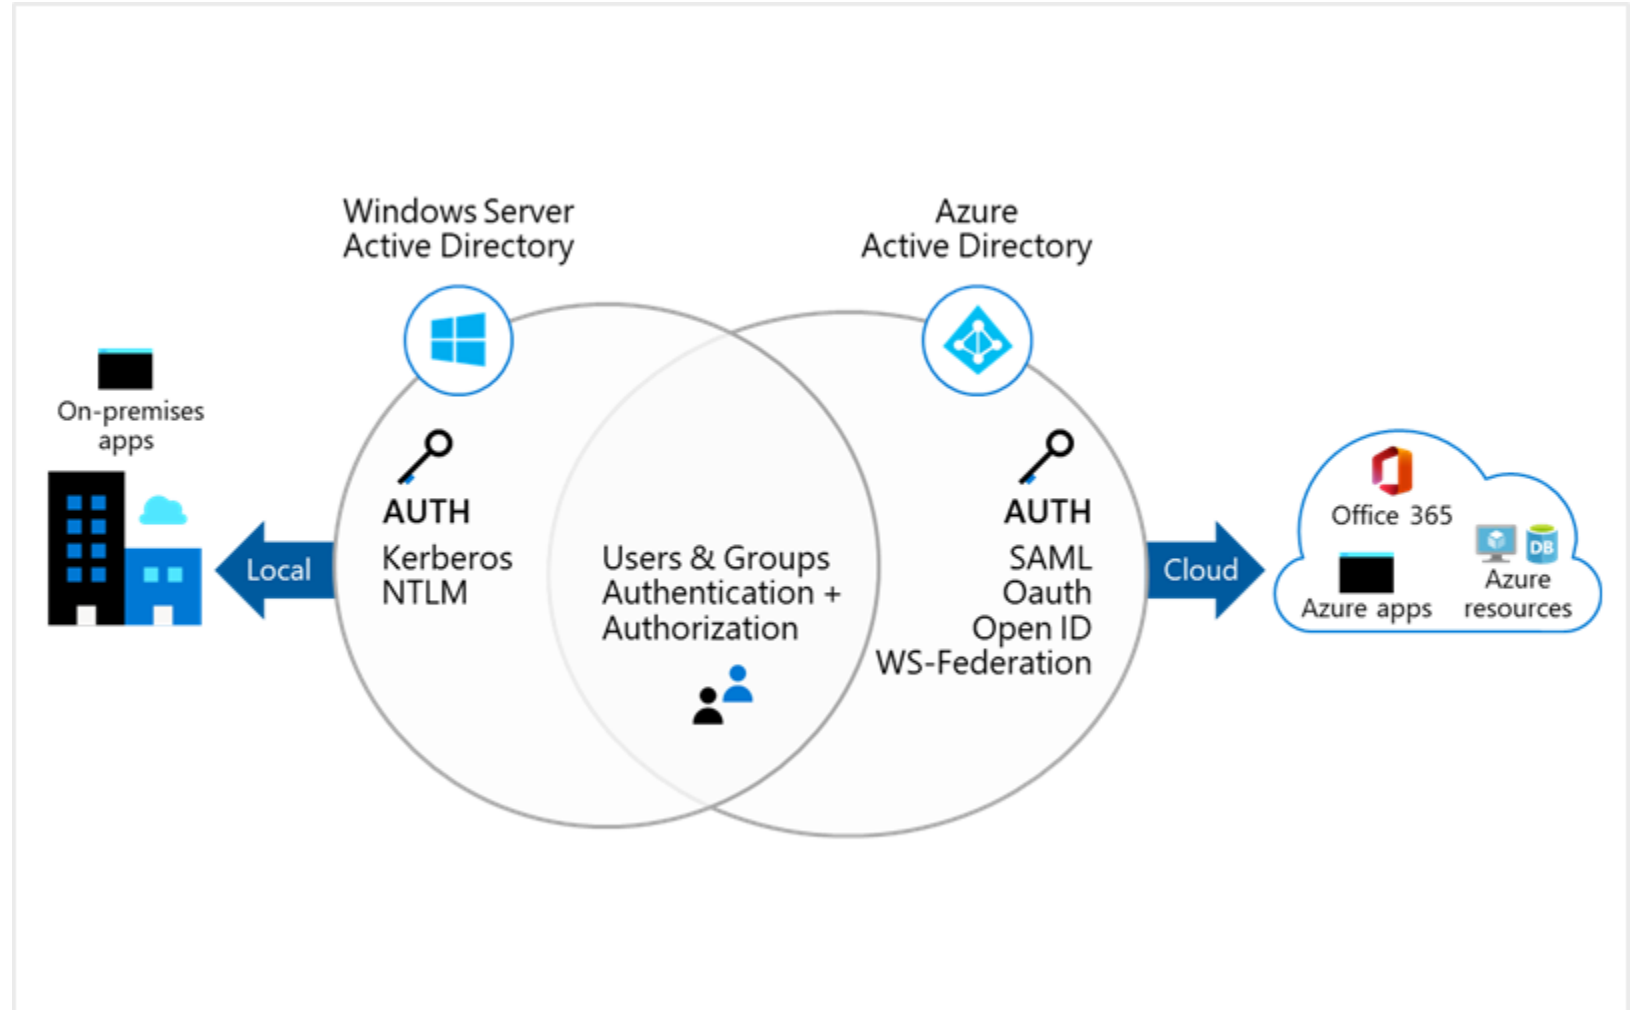 Windows Server
Active Directory
Azure
Active Directory
On-premises
apps
Local
AUTH
Kerberos
NTLM
Users & Groups
Authentication +
Authorization
AUTH
SAML
Oauth
Open ID
WS-Federation
Cloud
Office 365
DB
Azure apps
Azure
resources